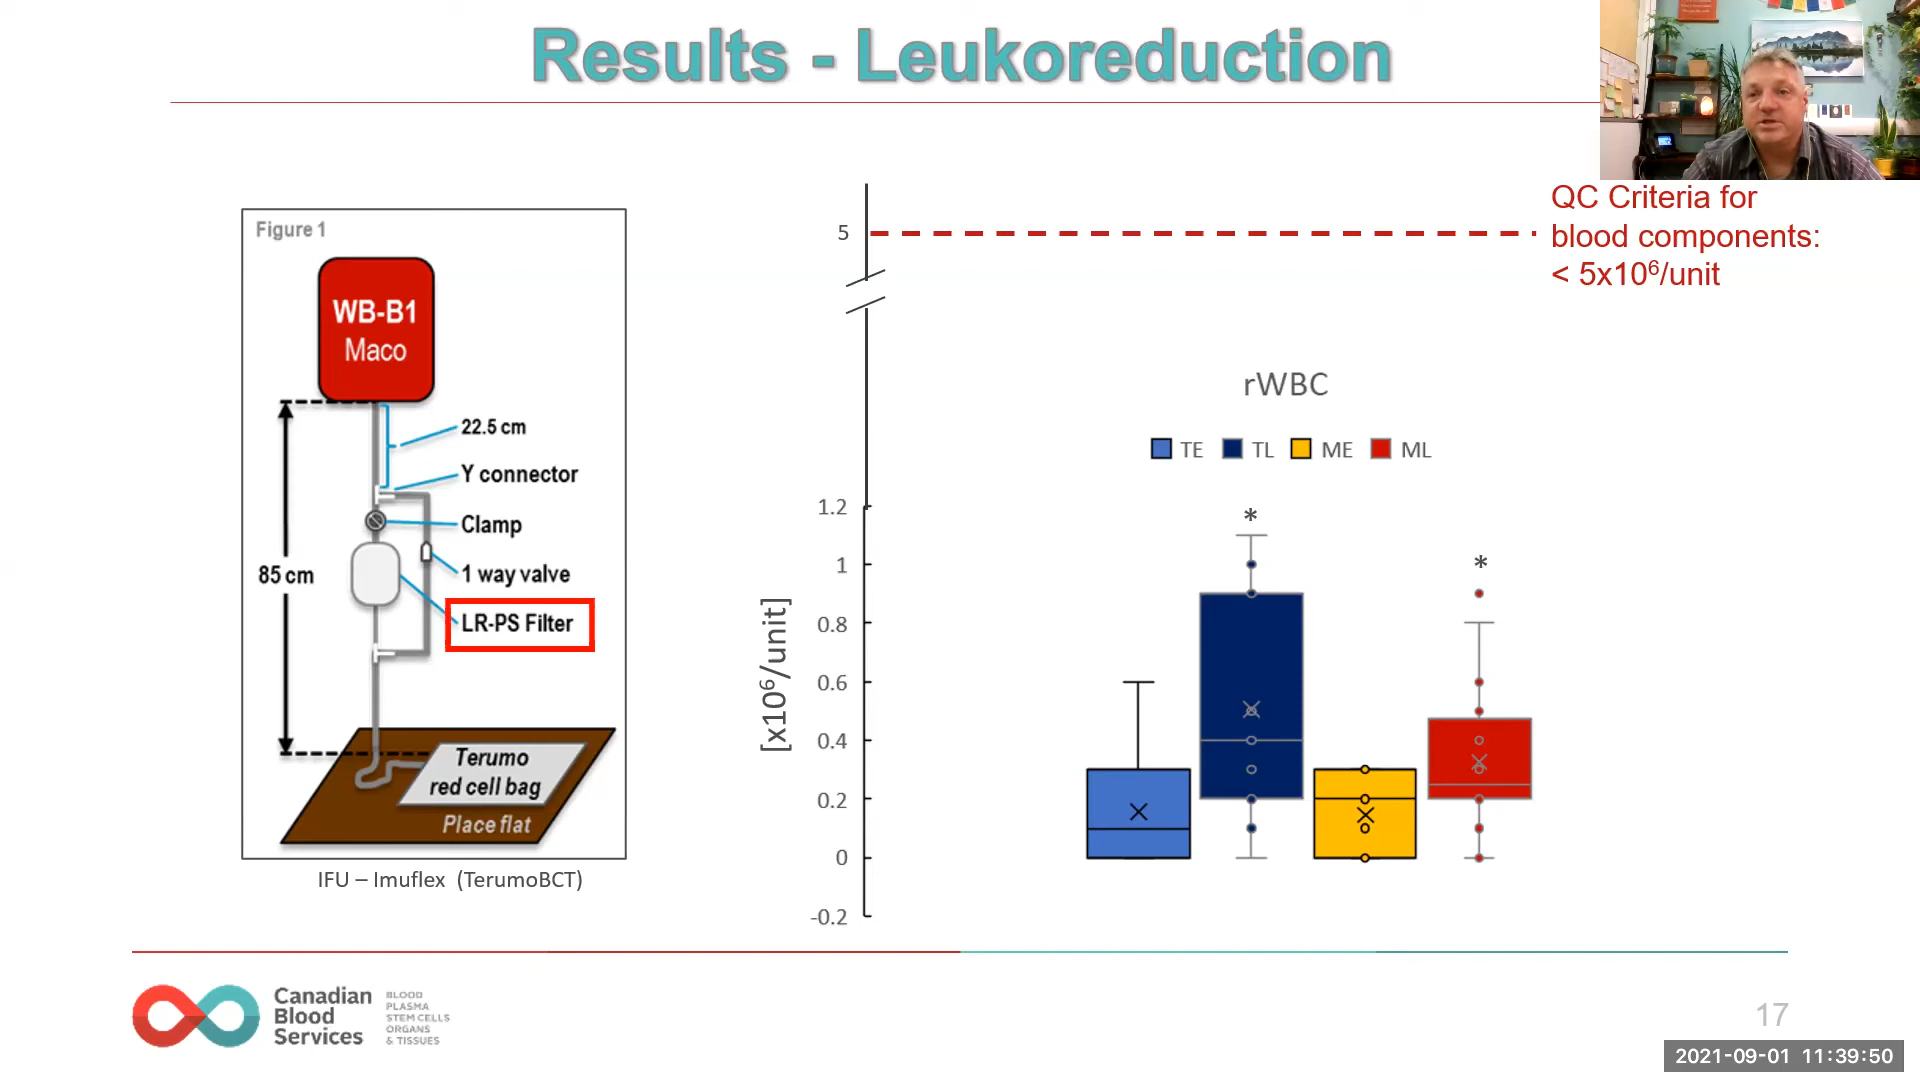 Results - Leukoreduction
Figure 1
WB-B1
Maco
22.5 cm
Y connector
Clamp
85 cm
1 way valve
LR-PS Filter
Terumo
red cell bag
Place flat
IFU – Imuflex (TerumoBCT)
QC Criteria for
blood components:
< 5x10⁶/unit
5
rWBC
TE TL ME ML
[x10⁶/unit]
1.2
1
0.8
0.6
0.4
0.2
0
-0.2
*
*
Canadian
Blood
Services
BLOOD
PLASMA
STEM CELLS
ORGANS
& TISSUES
17
2021-09-01 11:39:50